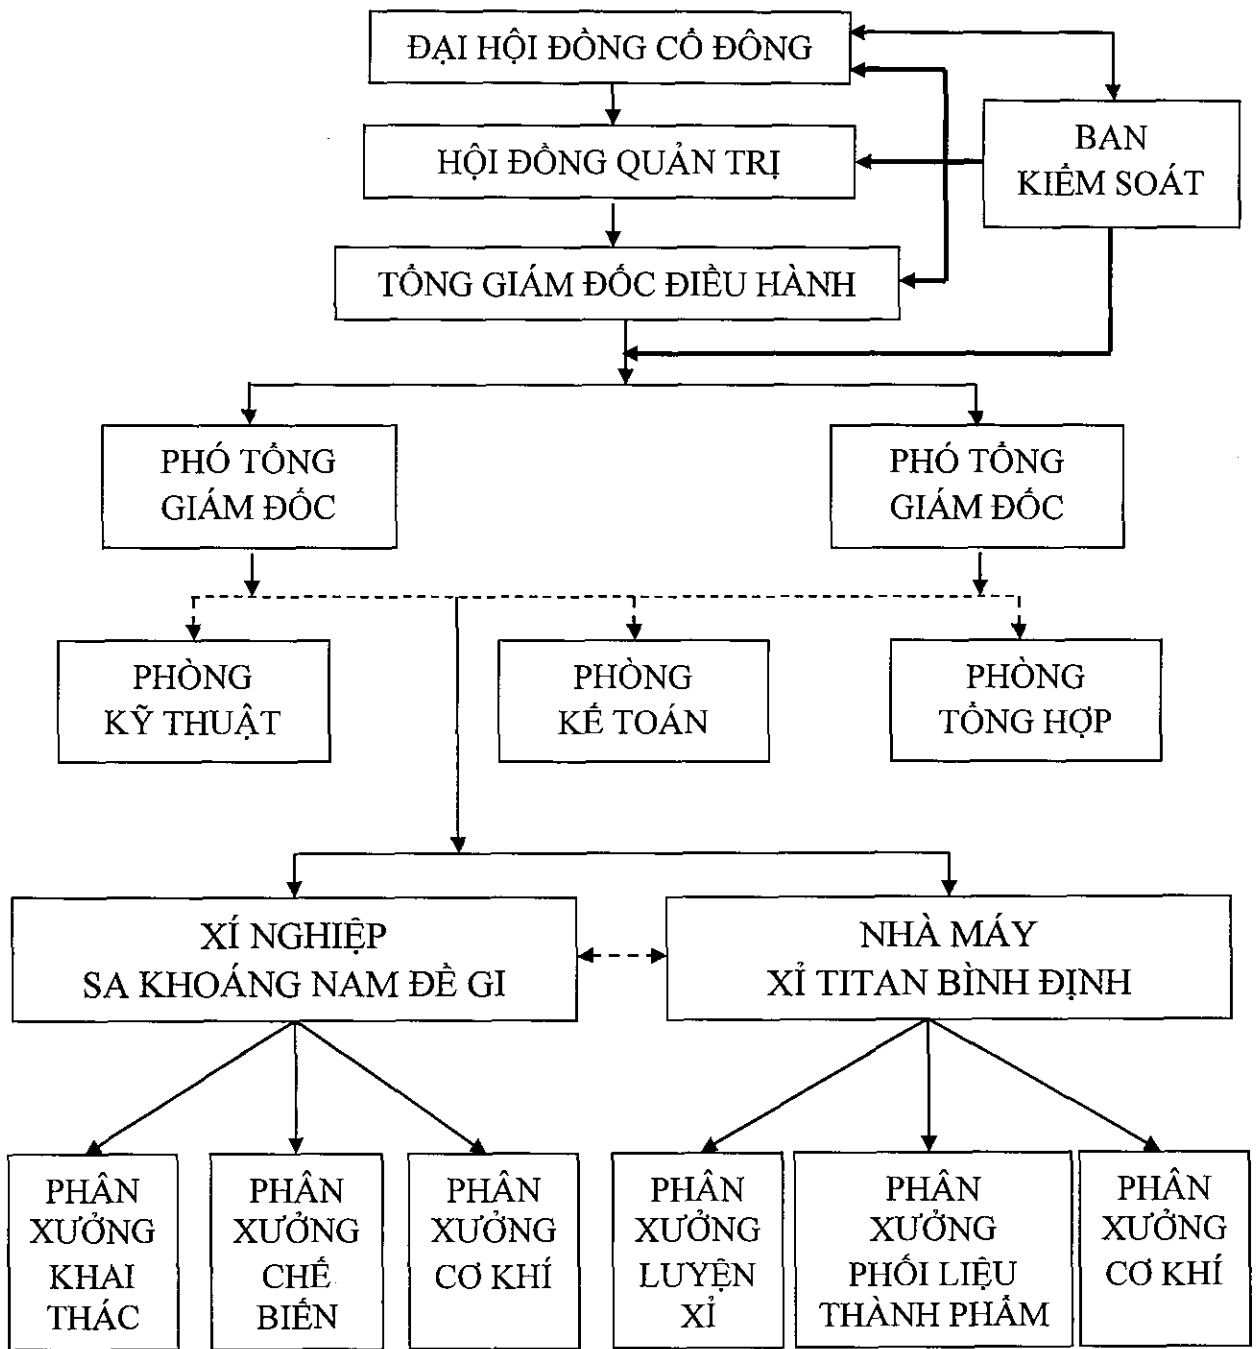 ĐẠI HỘI ĐỒNG CỔ ĐÔNG
BAN
KIỂM SOÁT
HỘI ĐỒNG QUẢN TRỊ
TỔNG GIÁM ĐỐC ĐIỀU HÀNH
PHÓ TỔNG
GIÁM ĐỐC
PHÓ TỔNG
GIÁM ĐỐC
PHÒNG
KỸ THUẬT
PHÒNG
KẾ TOÁN
PHÒNG
TỔNG HỢP
XÍ NGHIỆP
SA KHOÁNG NAM ĐỀ GI
NHÀ MÁY
XỈ TITAN BÌNH ĐỊNH
PHÂN
XƯỞNG
KHAI
THÁC
PHÂN
XƯỞNG
CHẾ
BIẾN
PHÂN
XƯỞNG
CƠ KHÍ
PHÂN
XƯỞNG
LUYỆN
XỈ
PHÂN
XƯỞNG
PHỐI LIỆU
THÀNH PHẨM
PHÂN
XƯỞNG
CƠ KHÍ